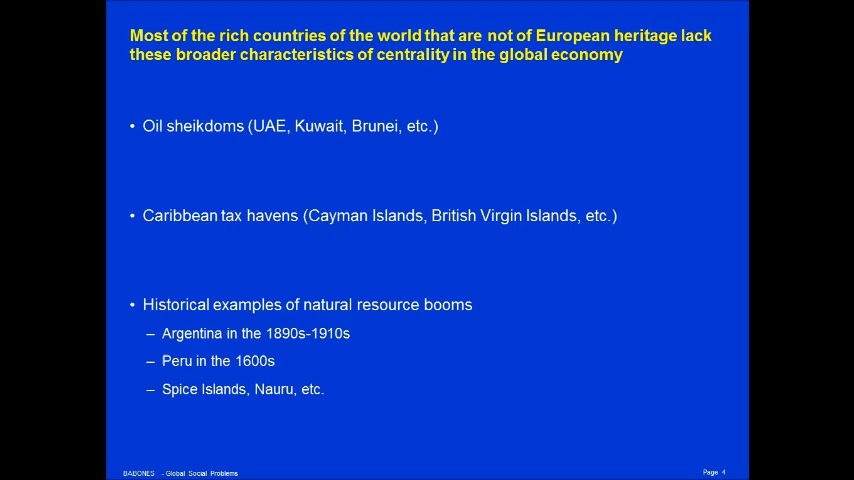 Most of the rich countries of the world that are not of European heritage lack
these broader characteristics of centrality in the global economy
• Oil sheikdoms (UAE, Kuwait, Brunei, etc.)
• Caribbean tax havens (Cayman Islands, British Virgin Islands, etc.)
• Historical examples of natural resource booms
– Argentina in the 1890s-1910s
– Peru in the 1600s
– Spice Islands, Nauru, etc.
BABONES - Global Social Problems
Page 4